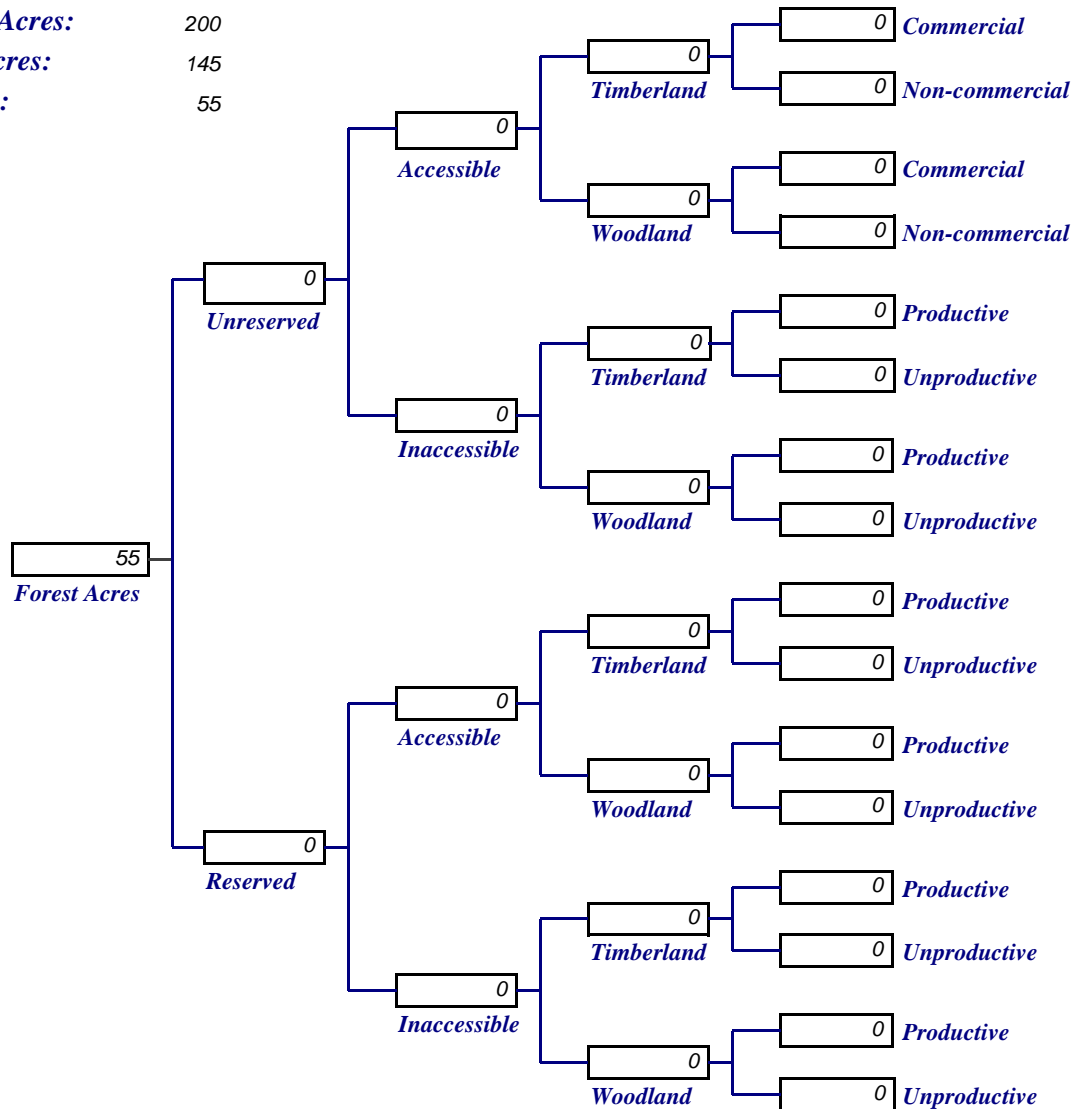 Acres: 200
acres: 145
: 55
0 Commercial
0
Timberland
0 Non-commercial
0
Accessible
0 Commercial
0
Woodland
0 Non-commercial
0
Unreserved
0 Productive
0
Timberland
0 Unproductive
0
Inaccessible
0 Productive
0
Woodland
0 Unproductive
55
Forest Acres
0 Productive
0
Timberland
0 Unproductive
0
Accessible
0 Productive
0
Woodland
0 Unproductive
0
Reserved
0 Productive
0
Timberland
0 Unproductive
0
Inaccessible
0 Productive
0
Woodland
0 Unproductive